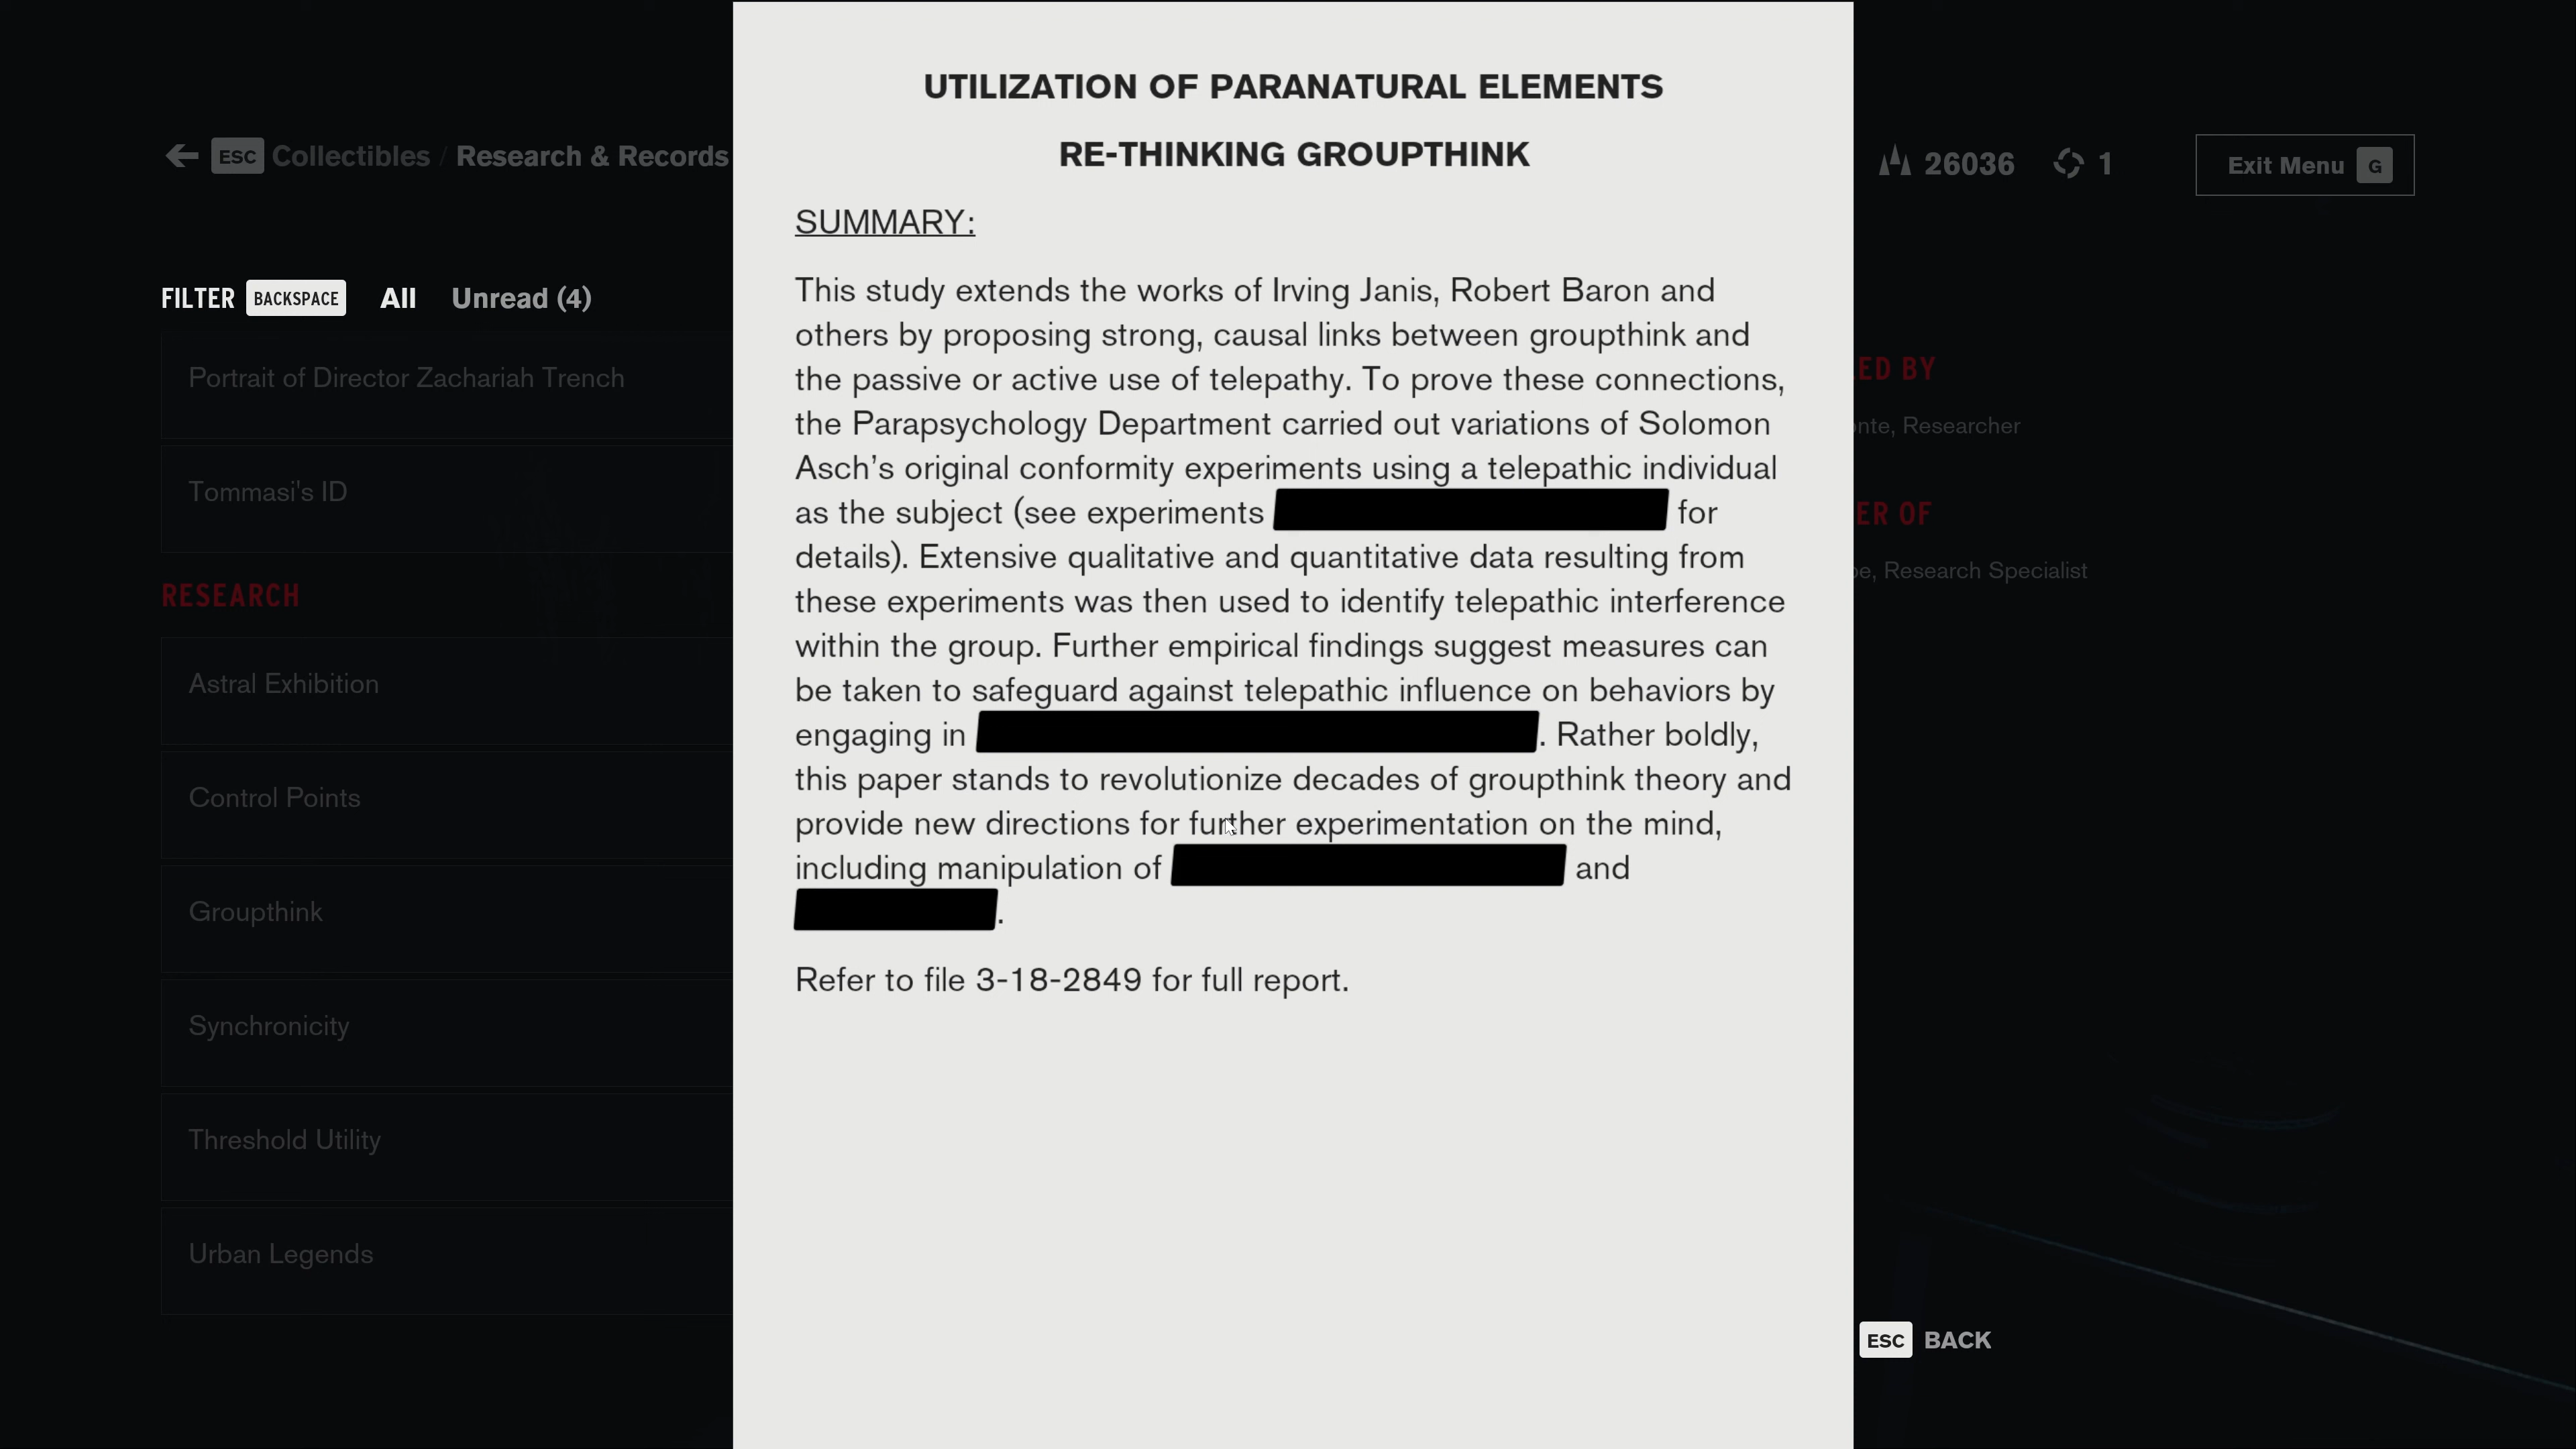 UTILIZATION OF PARANATURAL ELEMENTS
RE-THINKING GROUPTHINK
ESC Collectibles / Research & Records
26036 1
Exit Menu G
SUMMARY:
FILTER BACKSPACE All Unread (4)
Portrait of Director Zachariah Trench
Tommasi's ID
RESEARCH
Astral Exhibition
Control Points
Groupthink
Synchronicity
Threshold Utility
Urban Legends
This study extends the works of Irving Janis, Robert Baron and
others by proposing strong, causal links between groupthink and
the passive or active use of telepathy. To prove these connections,
the Parapsychology Department carried out variations of Solomon
Asch's original conformity experiments using a telepathic individual
as the subject (see experiments for
details). Extensive qualitative and quantitative data resulting from
these experiments was then used to identify telepathic interference
within the group. Further empirical findings suggest measures can
be taken to safeguard against telepathic influence on behaviors by
engaging in . Rather boldly,
this paper stands to revolutionize decades of groupthink theory and
provide new directions for further experimentation on the mind,
including manipulation of and
.
Refer to file 3-18-2849 for full report.
BY
Researcher
OF
Research Specialist
ESC BACK